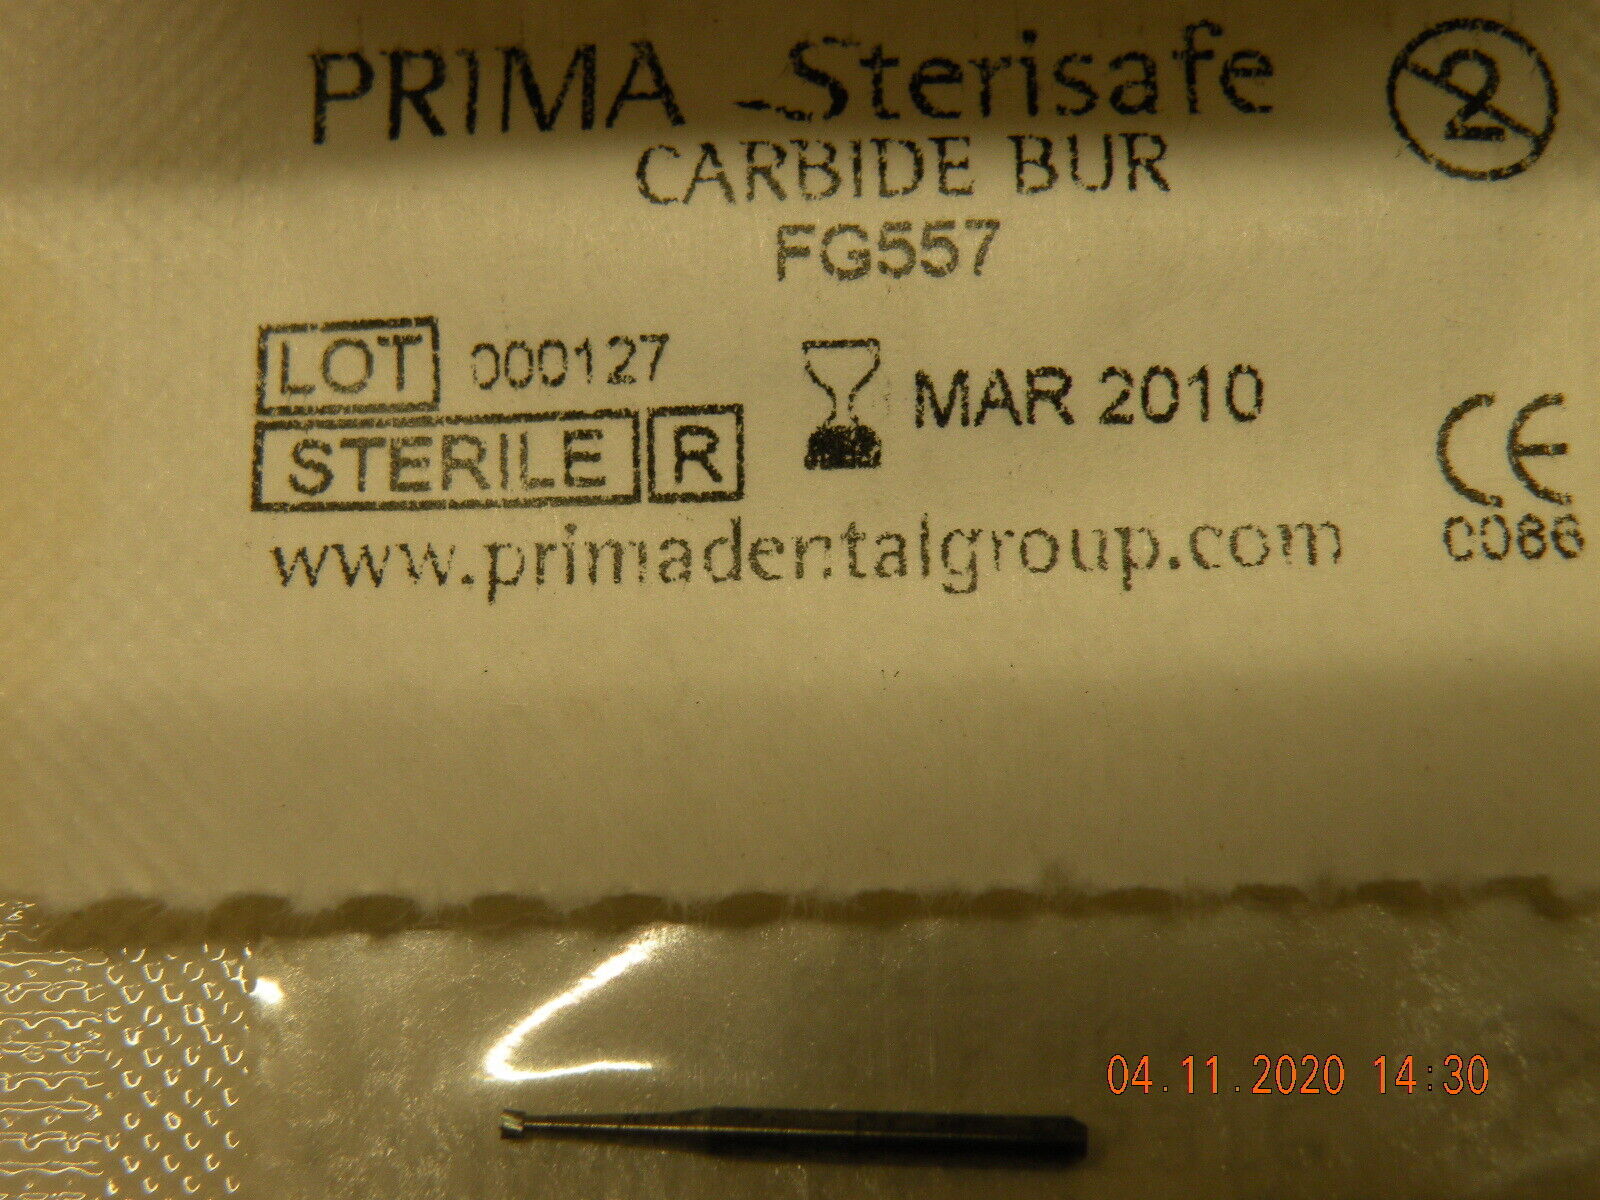 PRIMA Sterisafe
2
CARBIDE BUR
FG557
LOT 000127
MAR 2010
STERILE R
CE
0086
www.primadentalgroup.com
04.11.2020 14:30